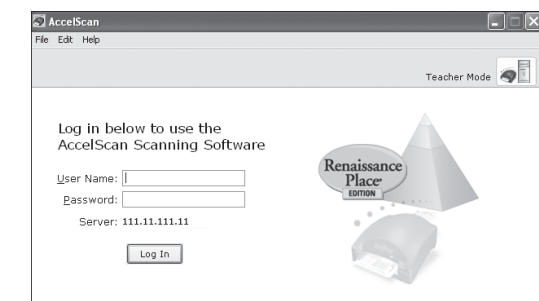 AccelScan
File Edit Help
Teacher Mode
Log in below to use the
AccelScan Scanning Software
User Name:
Password:
Server: 111.11.111.11
Log In
Renaissance
Place
EDITION